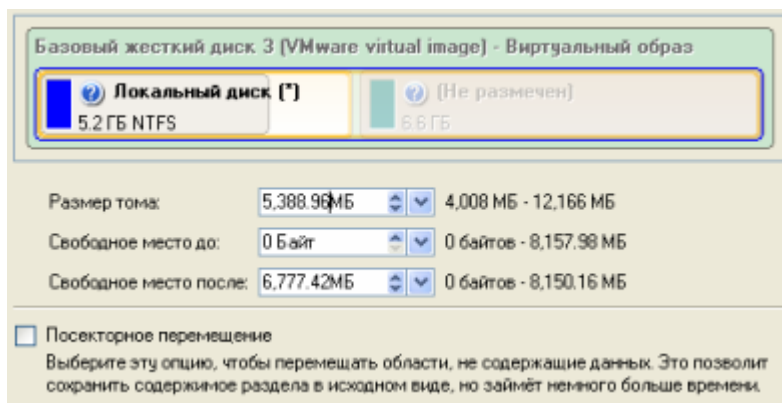 Базовый жесткий диск 3 (VMware virtual image) - Виртуальный образ
Локальный диск (*)
5.2 ГБ NTFS
(Не размечен)
6.6 ГБ
Размер тома: 5,388.96МБ 4,008 МБ - 12,166 МБ
Свободное место до: 0 Байт 0 байтов - 8,157.98 МБ
Свободное место после: 6,777.42МБ 0 байтов - 8,150.16 МБ
Посекторное перемещение
Выберите эту опцию, чтобы перемещать области, не содержащие данных. Это позволит
сохранить содержимое раздела в исходном виде, но займёт немного больше времени.